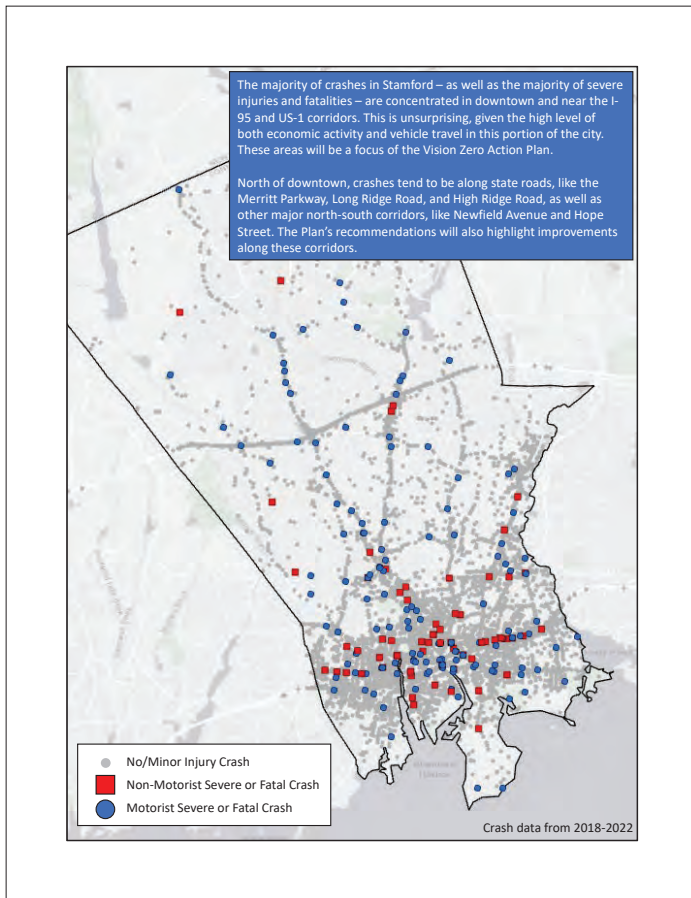 The majority of crashes in Stamford – as well as the majority of severe
injuries and fatalities – are concentrated in downtown and near the I-
95 and US-1 corridors. This is unsurprising, given the high level of
both economic activity and vehicle travel in this portion of the city.
These areas will be a focus of the Vision Zero Action Plan.
North of downtown, crashes tend to be along state roads, like the
Merritt Parkway, Long Ridge Road, and High Ridge Road, as well as
other major north-south corridors, like Newfield Avenue and Hope
Street. The Plan's recommendations will also highlight improvements
along these corridors.
No/Minor Injury Crash
Non-Motorist Severe or Fatal Crash
Motorist Severe or Fatal Crash
Crash data from 2018-2022